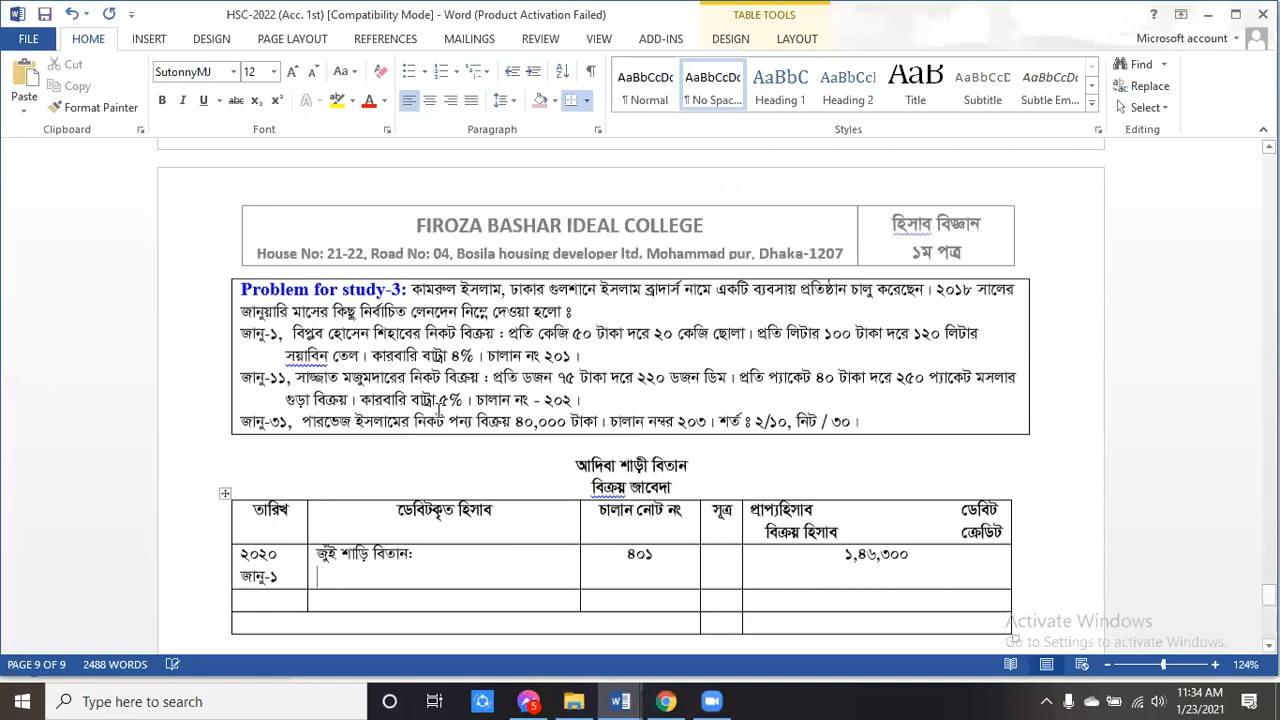 HSC-2022 (Acc. 1st) [Compatibility Mode] - Word (Product Activation Failed)
TABLE TOOLS
FILE HOME INSERT DESIGN PAGE LAYOUT REFERENCES MAILINGS REVIEW VIEW ADD-INS DESIGN LAYOUT Microsoft account
Paste Cut Copy Format Painter
SutonnyMJ 12
AaBbCcDc AaBbCcDc AaBbC AaBbCc AaB AaBbCcD AaBbCcDc
¶ Normal ¶ No Spac... Heading 1 Heading 2 Title Subtitle Subtle Em...
Find Replace Select
Clipboard Font Paragraph Styles Editing
FIROZA BASHAR IDEAL COLLEGE
House No: 21-22, Road No: 04, Bosila housing developer ltd. Mohammad pur, Dhaka-1207
হিসাব বিজ্ঞান
১ম পত্র
Problem for study-3: কামরুল ইসলাম, ঢাকার গুলশানে ইসলাম ব্রাদার্স নামে একটি ব্যবসায় প্রতিষ্ঠান চালু করেছেন। ২০১৮ সালের
জানুয়ারি মাসের কিছু নির্বাচিত লেনদেন নিম্নে দেওয়া হলো ঃ
জানু-১, বিপ্লব হোসেন শিহাবের নিকট বিক্রয় : প্রতি কেজি ৫০ টাকা দরে ২০ কেজি ছোলা। প্রতি লিটার ১০০ টাকা দরে ১২০ লিটার
সয়াবিন তেল। কারবারি বাট্টা ৪%। চালান নং ২০১।
জানু-১১, সাজ্জাত মজুমদারের নিকট বিক্রয় : প্রতি ডজন ৭৫ টাকা দরে ২২০ ডজন ডিম। প্রতি প্যাকেট ৪০ টাকা দরে ২৫০ প্যাকেট মসলার
গুড়া বিক্রয়। কারবারি বাট্টা ৫%। চালান নং - ২০২।
জানু-৩১, পারভেজ ইসলামের নিকট পন্য বিক্রয় ৪০,০০০ টাকা। চালান নম্বর ২০৩। শর্ত ঃ ২/১০, নিট / ৩০।
আদিবা শাড়ী বিতান
বিক্রয় জাবেদা
তারিখ ডেবিটকৃত হিসাব চালান নোট নং সূত্র প্রাপ্যহিসাব ডেবিট
বিক্রয় হিসাব ক্রেডিট
২০২০ জুঁই শাড়ি বিতান: ৪০১ ১,৪৬,৩০০
জানু-১
Activate Windows
Go to Settings to activate Windows.
PAGE 9 OF 9 2488 WORDS 124%
Type here to search
11:34 AM
1/23/2021